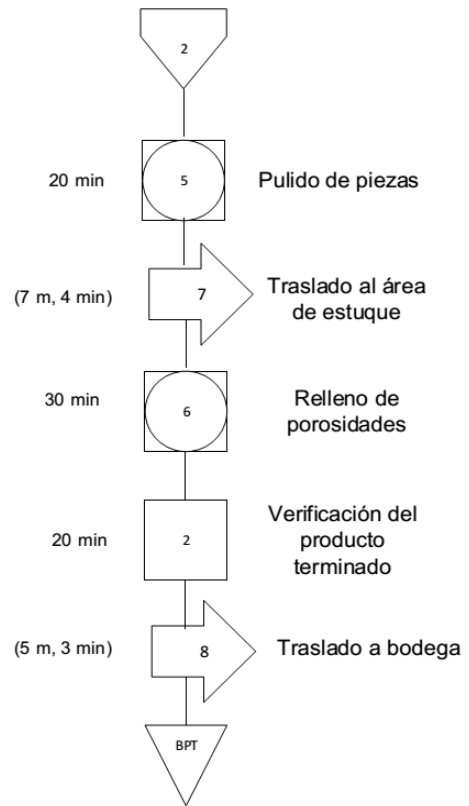 2
20 min
5
Pulido de piezas
(7 m, 4 min)
7
Traslado al área
de estuque
30 min
6
Relleno de
porosidades
20 min
2
Verificación del
producto
terminado
(5 m, 3 min)
8
Traslado a bodega
BPT